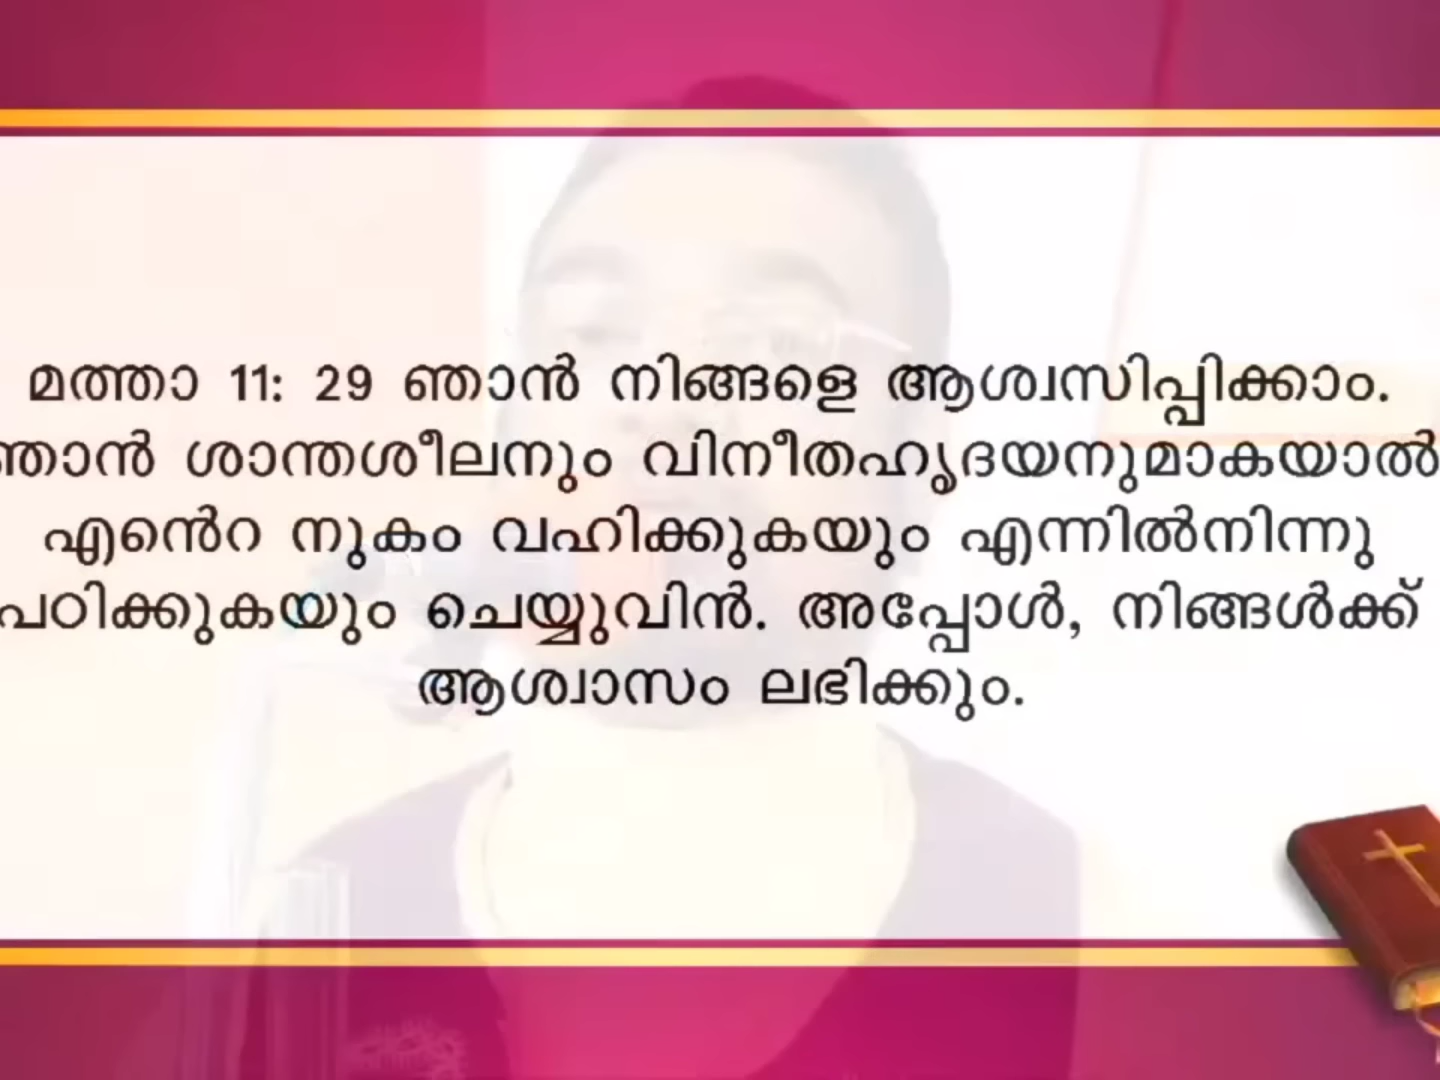 മത്താ 11: 29 ഞാൻ നിങ്ങളെ ആശ്വസിപ്പിക്കാം.
ഞാൻ ശാന്തശീലനും വിനീതഹൃദയനുമാകയാൽ
എൻെറ നുകം വഹിക്കുകയും എന്നിൽനിന്നു
പഠിക്കുകയും ചെയ്യുവിൻ. അപ്പോൾ, നിങ്ങൾക്ക്
ആശ്വാസം ലഭിക്കും.